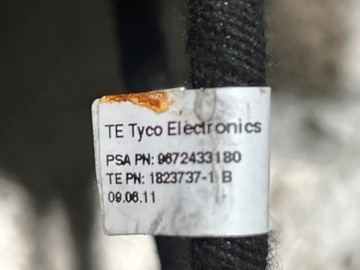 TE Tyco Electronics
PSA PN: 9672433180
TE PN: 1823737-1 B
09.06.11